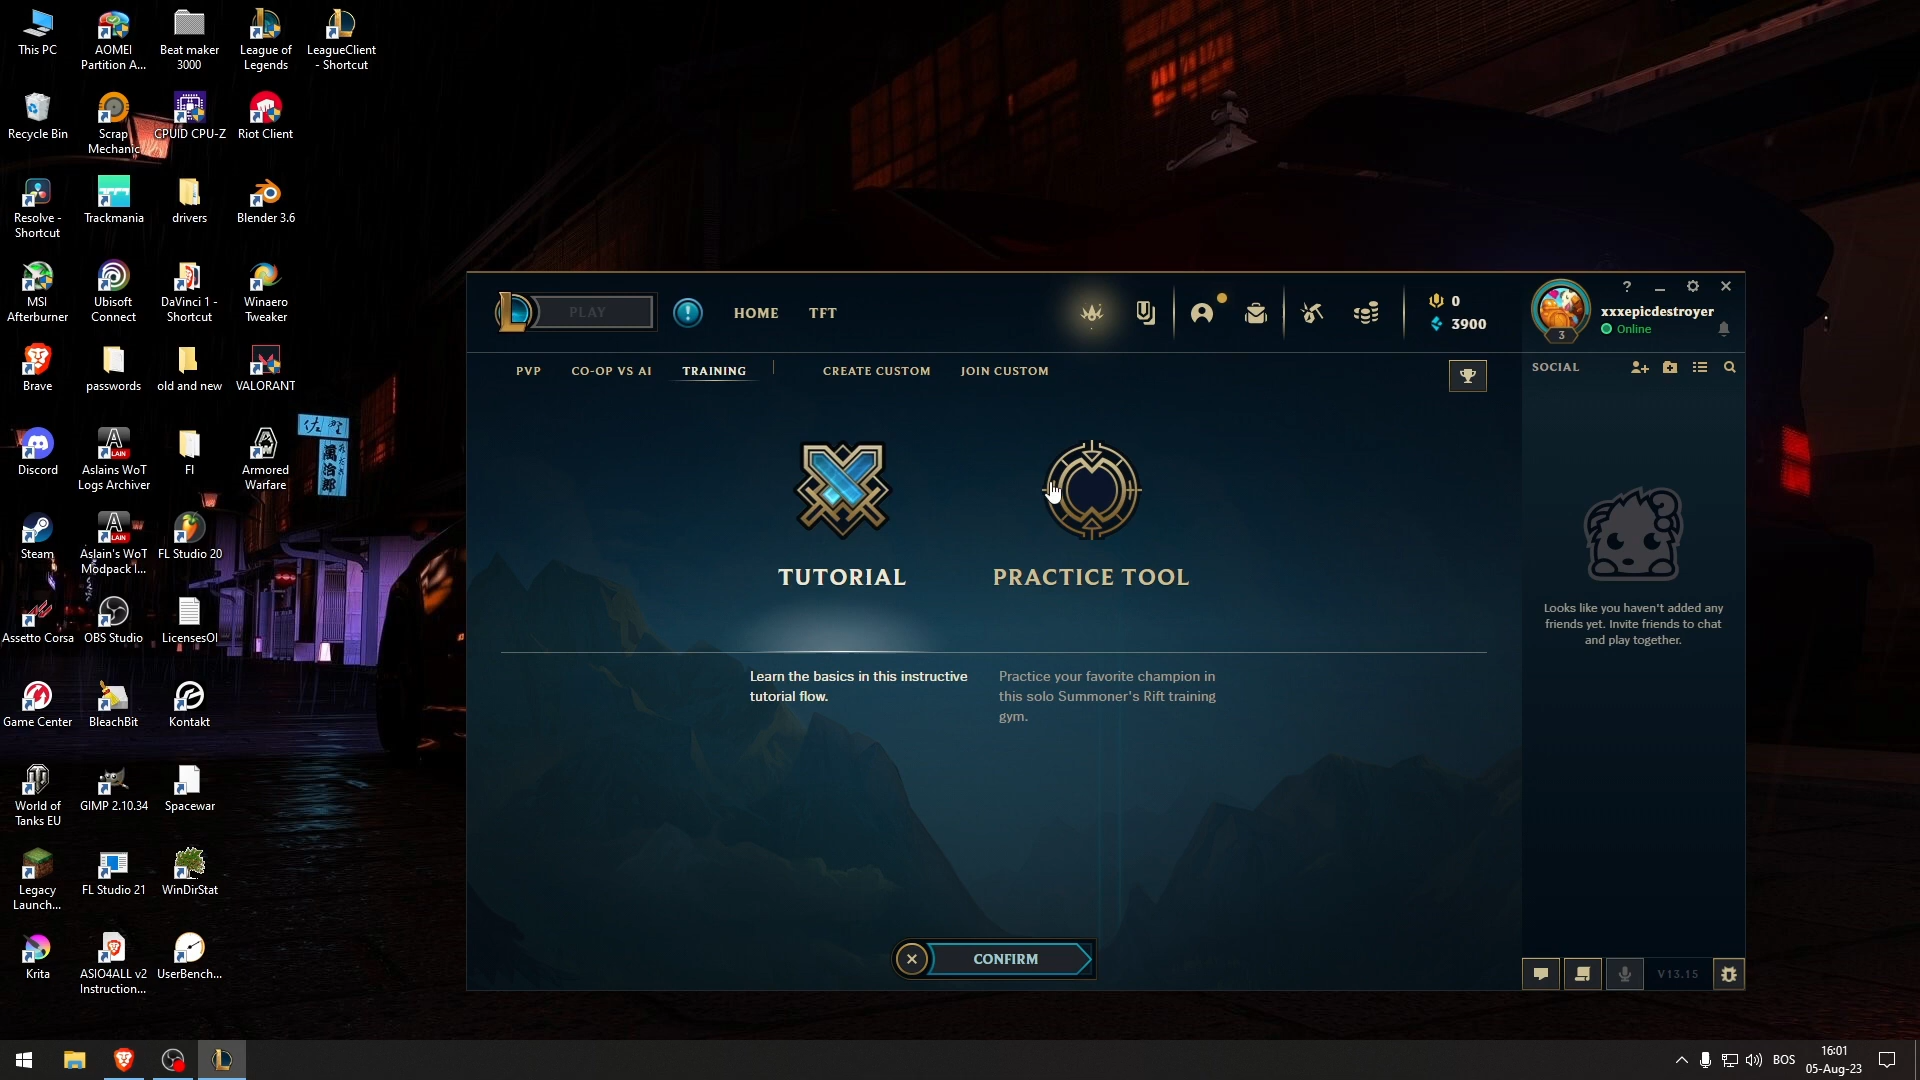 This PC
AOMEI
Partition A...
Beat maker
3000
League of
Legends
LeagueClient
- Shortcut
Recycle Bin
Scrap
Mechanic
CPUID CPU-Z
Riot Client
Resolve -
Shortcut
Trackmania
drivers
Blender 3.6
MSI
Afterburner
Ubisoft
Connect
DaVinci 1 -
Shortcut
Winaero
Tweaker
Brave
passwords
old and new
VALORANT
Discord
Aslains WoT
Logs Archiver
Fl
Armored
Warfare
Steam
Aslain's WoT
Modpack I...
FL Studio 20
Assetto Corsa
OBS Studio
LicensesOl
Game Center
BleachBit
Kontakt
World of
Tanks EU
GIMP 2.10.34
Spacewar
Legacy
Launch...
FL Studio 21
WinDirStat
Krita
ASIO4ALL v2
Instruction...
UserBench...
PLAY
HOME
TFT
0
3900
3
xxxepicdestroyer
Online
PVP
CO-OP VS AI
TRAINING
CREATE CUSTOM
JOIN CUSTOM
SOCIAL
TUTORIAL
PRACTICE TOOL
Learn the basics in this instructive
tutorial flow.
Practice your favorite champion in
this solo Summoner's Rift training
gym.
Looks like you haven't added any
friends yet. Invite friends to chat
and play together.
CONFIRM
V13.15
BOS
16:01
05-Aug-23